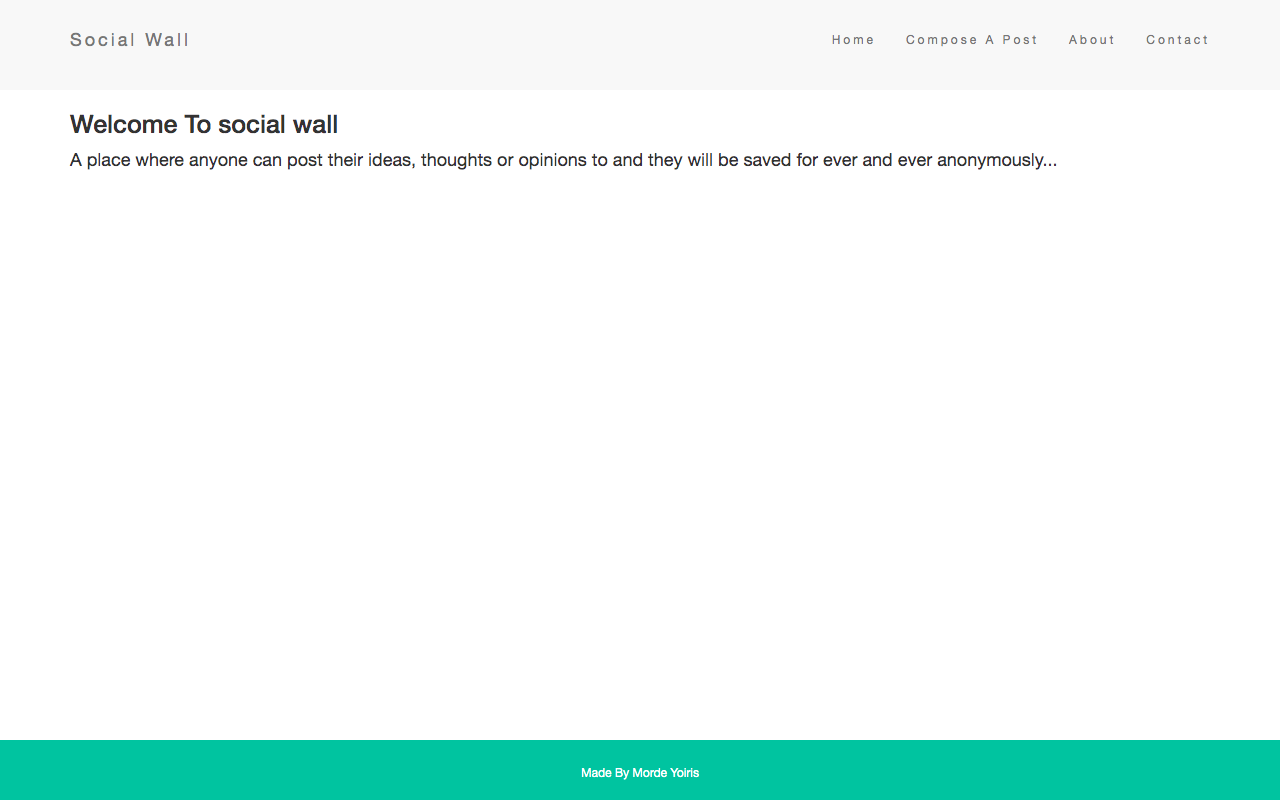 Social Wall
Home Compose A Post About Contact
Welcome To social wall
A place where anyone can post their ideas, thoughts or opinions to and they will be saved for ever and ever anonymously...
Made By Morde Yolris